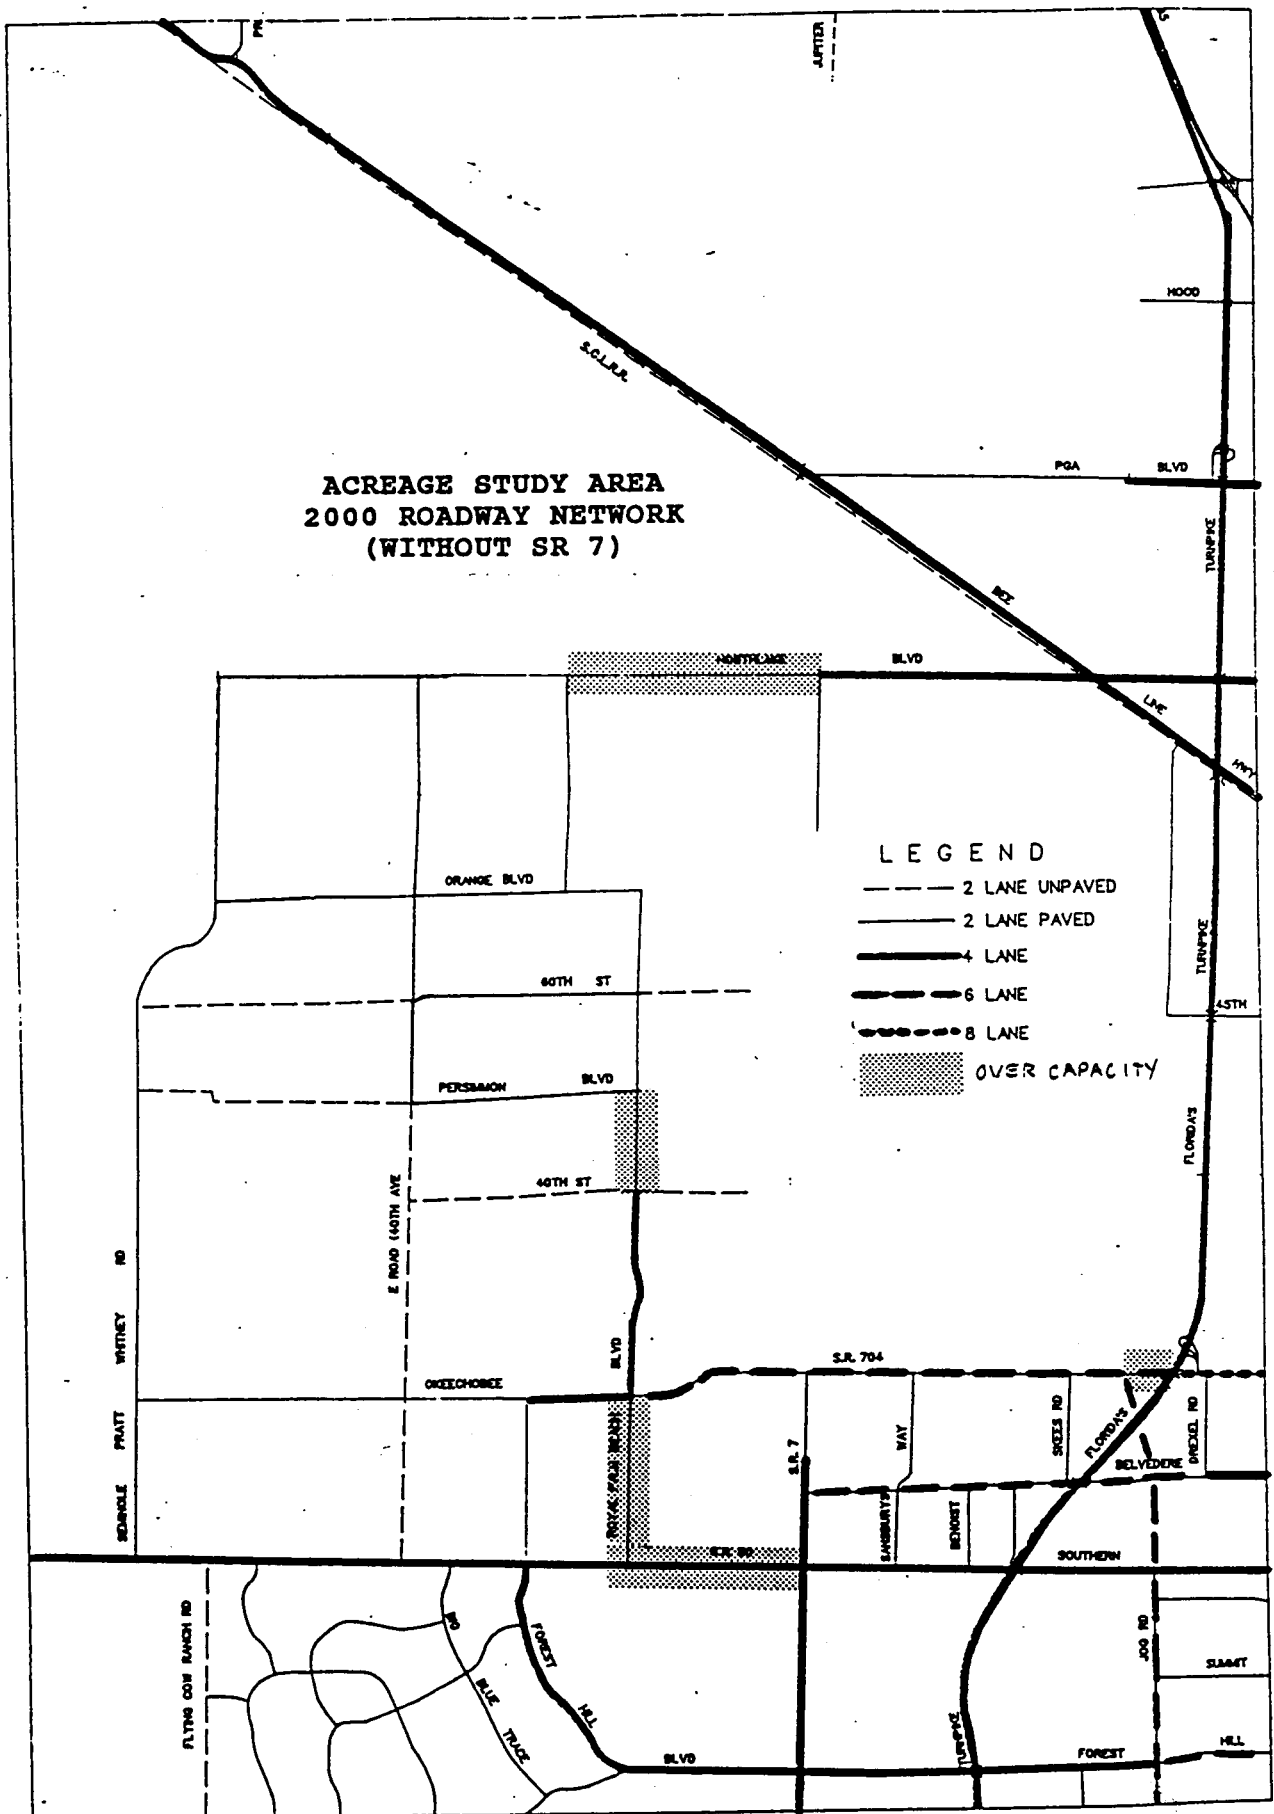 JUPITER
HOOD
S.C.L.R.R.
PGA BLVD
ACREAGE STUDY AREA
2000 ROADWAY NETWORK
(WITHOUT SR 7)
TURNPIKE
BEE
NORTHLAKE BLVD
LINE
HWY
LEGEND
2 LANE UNPAVED
2 LANE PAVED
4 LANE
6 LANE
8 LANE
OVER CAPACITY
ORANGE BLVD
TURNPIKE
60TH ST
45TH
PERSIMMON BLVD
FLORIDA'S
40TH ST
E ROAD (40TH AVE
SEMINOLE PRATT WHITNEY RD
BLVD
S.R. 704
OKEECHOBEE
ROYAL PALM BEACH
S.R. 7
WAY
SKEES RD
FLORIDA'S
DREXEL RD
BELVEDERE
SANSBURYS
BENOIST
S.R. 80
SOUTHERN
FLYING COW RANCH RD
BIG
BLUE
TRACE
FOREST
HILL
BLVD
TURNPIKE
JOG RD
SUMMIT
FOREST
HILL